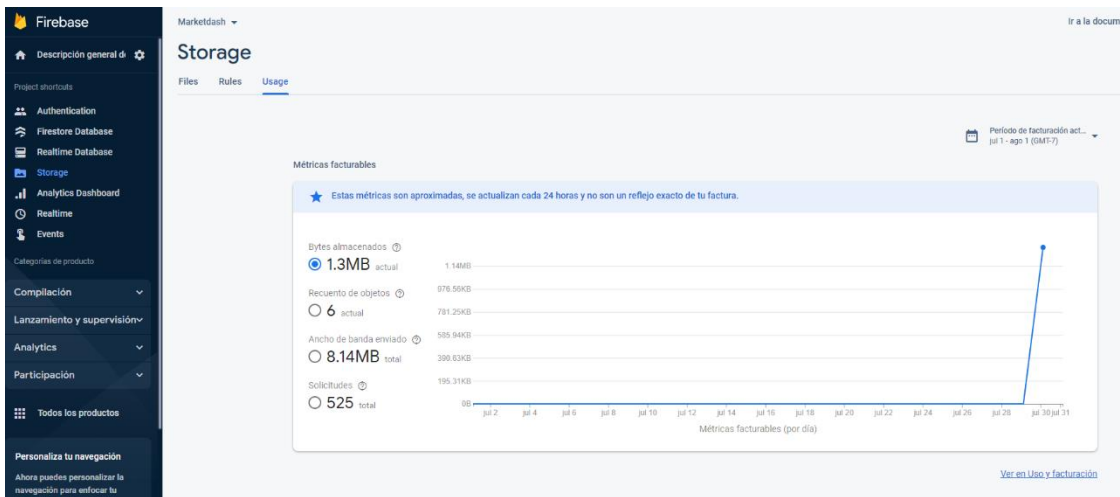 Firebase
Descripción general de
Project shortcuts
Authentication
Firestore Database
Realtime Database
Storage
Analytics Dashboard
Realtime
Events
Categorías de producto
Compilación
Lanzamiento y supervisión
Analytics
Participación
Todos los productos
Personaliza tu navegación
Ahora puedes personalizar la
navegación para enfocar tu
Marketdash
Ir a la docum
Storage
Files Rules Usage
Período de facturación act...
jul 1 - ago 1 (GMT-7)
Métricas facturables
Estas métricas son aproximadas, se actualizan cada 24 horas y no son un reflejo exacto de tu factura.
Bytes almacenados
1.3MB actual
Recuento de objetos
6 actual
Ancho de banda enviado
8.14MB total
Solicitudes
525 total
1.14MB
976.56KB
781.25KB
585.94KB
390.63KB
195.31KB
0B
jul 2 jul 4 jul 6 jul 8 jul 10 jul 12 jul 14 jul 16 jul 18 jul 20 jul 22 jul 24 jul 26 jul 28 jul 30 jul 31
Métricas facturables (por día)
Ver en Uso y facturación